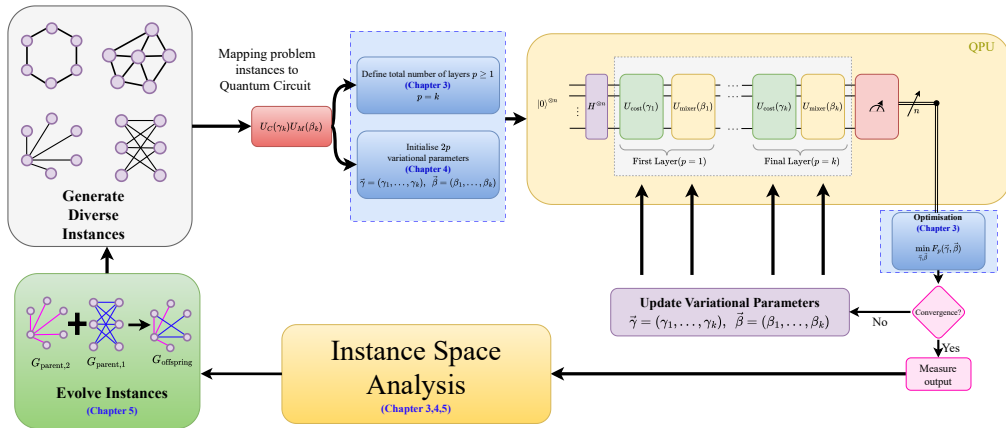 Generate
Diverse
Instances
Mapping problem
instances to
Quantum Circuit
U_C(γ_k)U_M(β_k)
Define total number of layers p ≥ 1
(Chapter 3)
p = k
Initialise 2p
variational parameters
(Chapter 4)
γ⃗ = (γ_1, …, γ_k), β⃗ = (β_1, …, β_k)
QPU
|0⟩^{⊗n}
H^{⊗n}
U_cost(γ_1)
U_mixer(β_1)
U_cost(γ_k)
U_mixer(β_k)
n
First Layer(p = 1)
Final Layer(p = k)
Optimisation
(Chapter 3)
min_{γ⃗,β⃗} F_p(γ⃗, β⃗)
Convergence?
No
Yes
Update Variational Parameters
γ⃗ = (γ_1, …, γ_k), β⃗ = (β_1, …, β_k)
Measure
output
Instance Space
Analysis
(Chapter 3,4,5)
G_parent,2
G_parent,1
G_offspring
Evolve Instances
(Chapter 5)